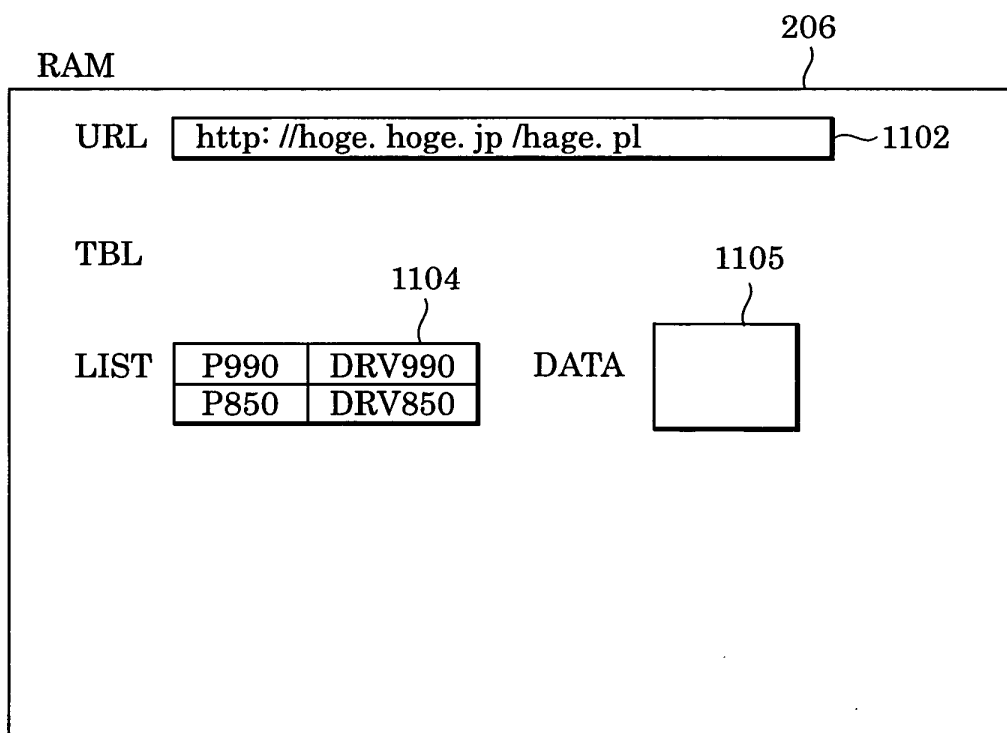 206
RAM
URL http: //hoge. hoge. jp /hage. pl 1102
TBL
1104 1105
LIST P990 DRV990 DATA
P850 DRV850